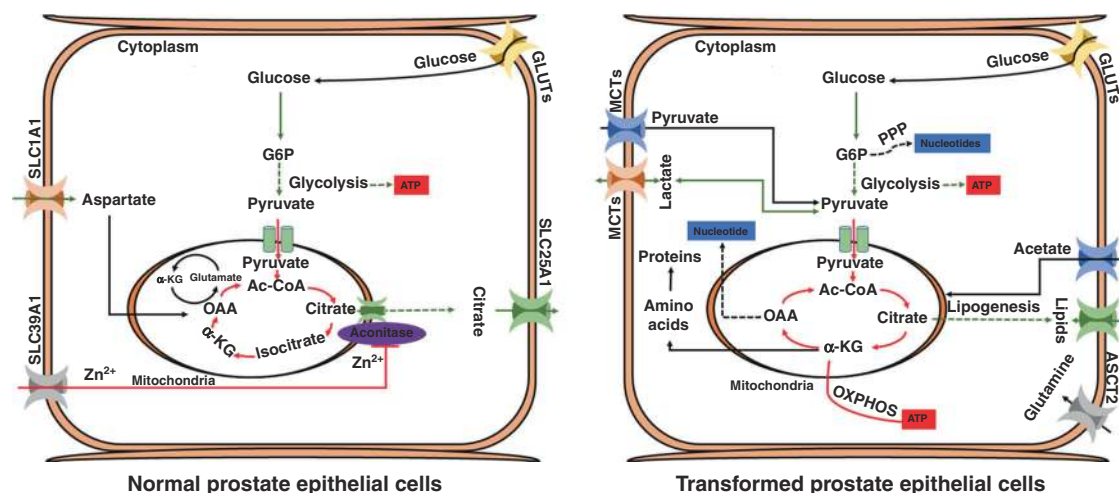 Cytoplasm
Glucose
Glucose
GLUTs
SLC1A1
G6P
Glycolysis
ATP
Aspartate
Pyruvate
SLC25A1
Pyruvate
α-KG
Glutamate
Ac-CoA
OAA
Citrate
Citrate
Aconitase
α-KG
Isocitrate
SLC39A1
Zn²⁺
Zn²⁺
Mitochondria
Normal prostate epithelial cells
Cytoplasm
Glucose
Glucose
GLUTs
MCTs
Pyruvate
PPP
Nucleotides
G6P
Glycolysis
ATP
Lactate
MCTs
Pyruvate
Nucleotide
Proteins
Pyruvate
Acetate
Ac-CoA
Amino
acids
OAA
Citrate
Lipogenesis
Lipids
α-KG
Mitochondria
OXPHOS
ATP
Glutamine
ASCT2
Transformed prostate epithelial cells